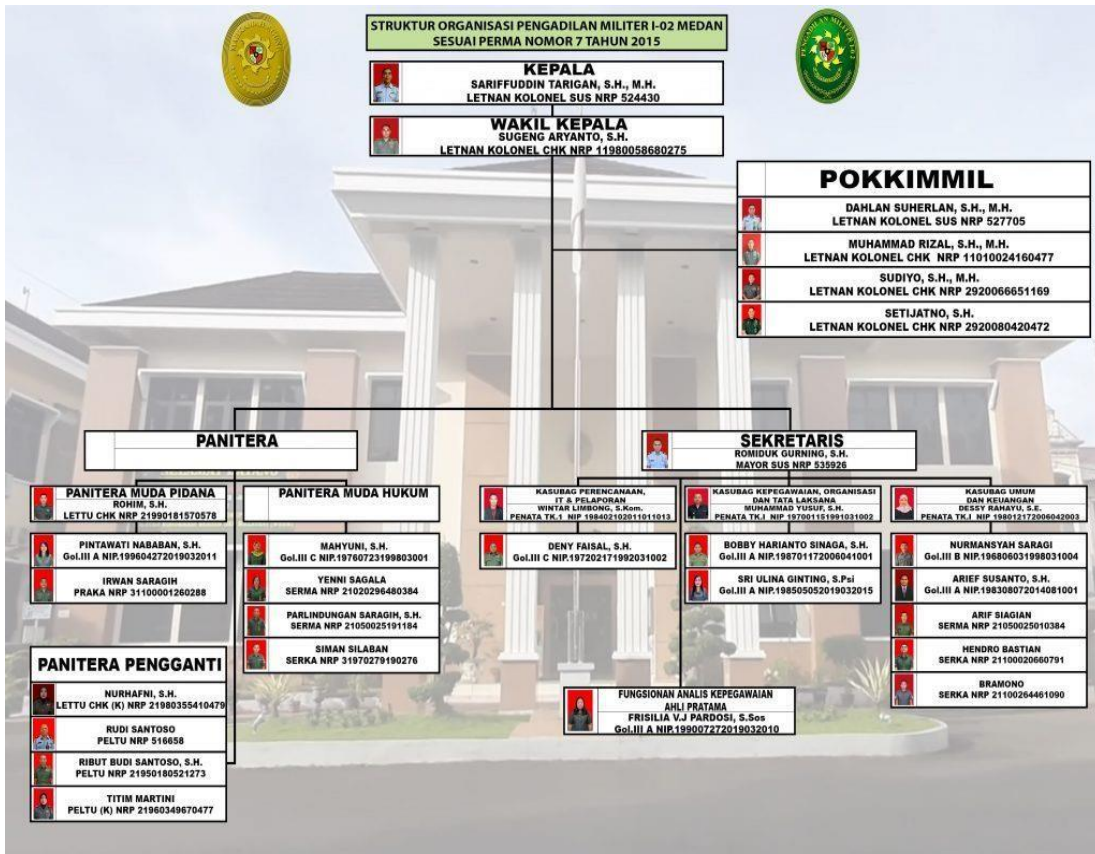 STRUKTUR ORGANISASI PENGADILAN MILITER I-02 MEDAN
SESUAI PERMA NOMOR 7 TAHUN 2015
KEPALA
SARIFFUDDIN TARIGAN, S.H., M.H.
LETNAN KOLONEL SUS NRP 524430
WAKIL KEPALA
SUGENG ARYANTO, S.H.
LETNAN KOLONEL CHK NRP 11980058680275
POKKIMMIL
DAHLAN SUHERLAN, S.H., M.H.
LETNAN KOLONEL SUS NRP 527705
MUHAMMAD RIZAL, S.H., M.H.
LETNAN KOLONEL CHK NRP 11010024160477
SUDIYO, S.H., M.H.
LETNAN KOLONEL CHK NRP 2920066651169
SETIJATNO, S.H.
LETNAN KOLONEL CHK NRP 2920080420472
PANITERA
SEKRETARIS
ROMIDUK GURNING, S.H.
MAYOR SUS NRP 535926
PANITERA MUDA PIDANA
ROHIM, S.H.
LETTU CHK NRP 21990181570578
PINTAWATI NABABAN, S.H.
Gol.III A NIP.199604272019032011
IRWAN SARAGIH
PRAKA NRP 31100001260288
PANITERA MUDA HUKUM
MAHYUNI, S.H.
Gol.III C NIP.19760723199803001
YENNI SAGALA
SERMA NRP 21020296480384
PARLINDUNGAN SARAGIH, S.H.
SERMA NRP 21050025191184
SIMAN SILABAN
SERKA NRP 31970279190276
PANITERA PENGGANTI
NURHAFNI, S.H.
LETTU CHK (K) NRP 21980355410479
RUDI SANTOSO
PELTU NRP 516658
RIBUT BUDI SANTOSO, S.H.
PELTU NRP 21950180521273
TITIM MARTINI
PELTU (K) NRP 21960349670477
KASUBAG PERENCANAAN,
IT & PELAPORAN
WINTAR LIMBONG, S.Kom.
PENATA TK.1 NIP 198402102011011013
DENY FAISAL, S.H.
Gol.III C NIP.197202171992031002
KASUBAG KEPEGAWAIAN, ORGANISASI
DAN TATA LAKSANA
MUHAMMAD YUSUF, S.H.
PENATA TK.I NIP 197001151991031002
BOBBY HARIANTO SINAGA, S.H.
Gol.III A NIP.198701172006041001
SRI ULINA GINTING, S.Psi
Gol.III A NIP.198505052019032015
KASUBAG UMUM
DAN KEUANGAN
DESSY RAHAYU, S.E.
PENATA TK.I NIP 198012172006042003
NURMANSYAH SARAGI
Gol.III B NIP.196806031998031004
ARIEF SUSANTO, S.H.
Gol.III A NIP.198308072014081001
ARIF SIAGIAN
SERMA NRP 21050025010384
HENDRO BASTIAN
SERKA NRP 21100020660791
BRAMONO
SERKA NRP 21100264461090
FUNGSIONAN ANALIS KEPEGAWAIAN
AHLI PRATAMA
FRISILIA V.J PARDOSI, S.Sos
Gol.III A NIP.199007272019032010